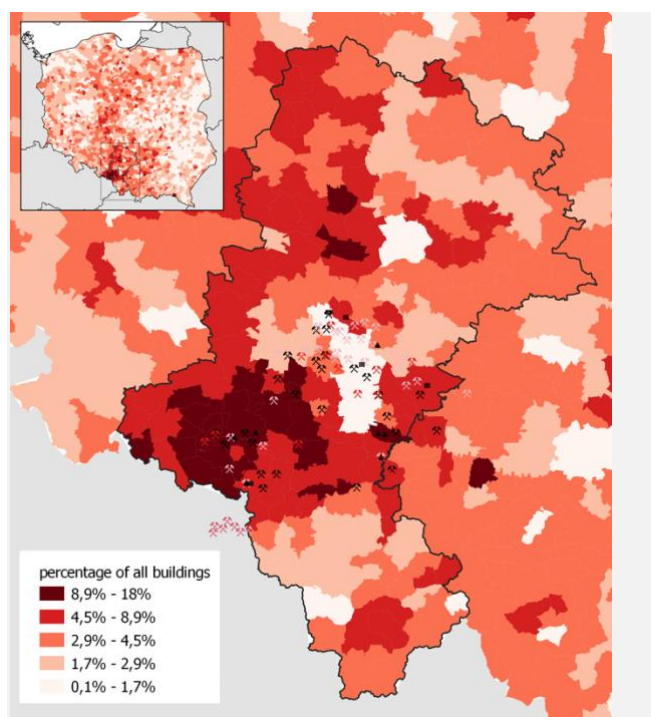 percentage of all buildings
8,9% - 18%
4,5% - 8,9%
2,9% - 4,5%
1,7% - 2,9%
0,1% - 1,7%